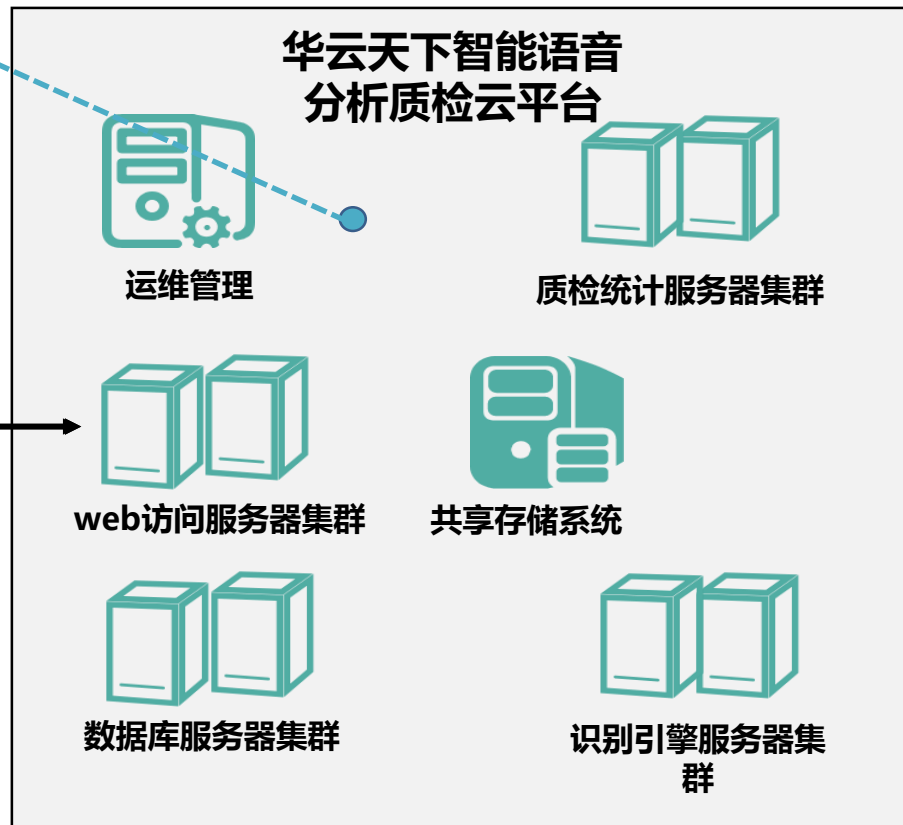 华云天下智能语音
分析质检云平台
运维管理
质检统计服务器集群
web访问服务器集群
共享存储系统
数据库服务器集群
识别引擎服务器集
群